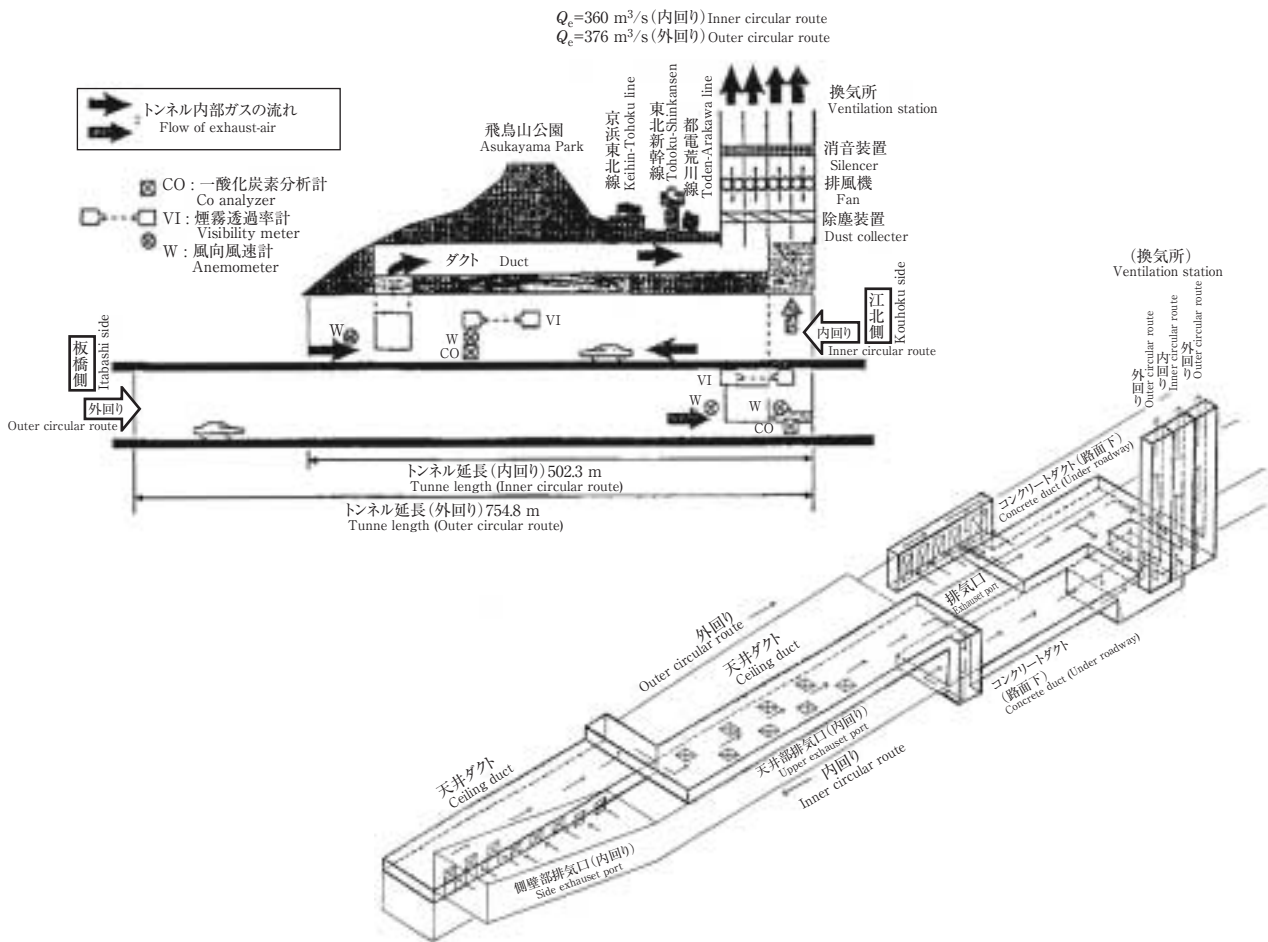 Qe=360 m³/s(内回り)Inner circular route
Qe=376 m³/s(外回り)Outer circular route
トンネル内部ガスの流れ
Flow of exhaust-air
CO : 一酸化炭素分析計
Co analyzer
VI : 煙霧透過率計
Visibility meter
W : 風向風速計
Anemometer
飛鳥山公園
Asukayama Park
京浜東北線
Keihin-Tohoku line
東北新幹線
Tohoku-Shinkansen
都電荒川線
Toden-Arakawa line
換気所
Ventilation station
消音装置
Silencer
排風機
Fan
除塵装置
Dust collecter
ダクト Duct
W
W
CO
VI
江北側
Kouhoku side
内回り
Inner circular route
板橋側
Itabashi side
外回り
Outer circular route
VI
W
W
CO
トンネル延長(内回り)502.3 m
Tunne length (Inner circular route)
トンネル延長(外回り)754.8 m
Tunne length (Outer circular route)
(換気所)
Ventilation station
外回り
Outer circular route
内回り
Inner circular route
外回り
Outer circular route
コンクリートダクト(路面下)
Concrete duct (Under roadway)
排気口
Exhauset port
外回り
Outer circular route
天井ダクト
Ceiling duct
コンクリートダクト
(路面下)
Concrete duct (Under roadway)
天井部排気口(内回り)
Upper exhauset port
内回り
Inner circular route
天井ダクト
Ceiling duct
側壁部排気口(内回り)
Side exhauset port